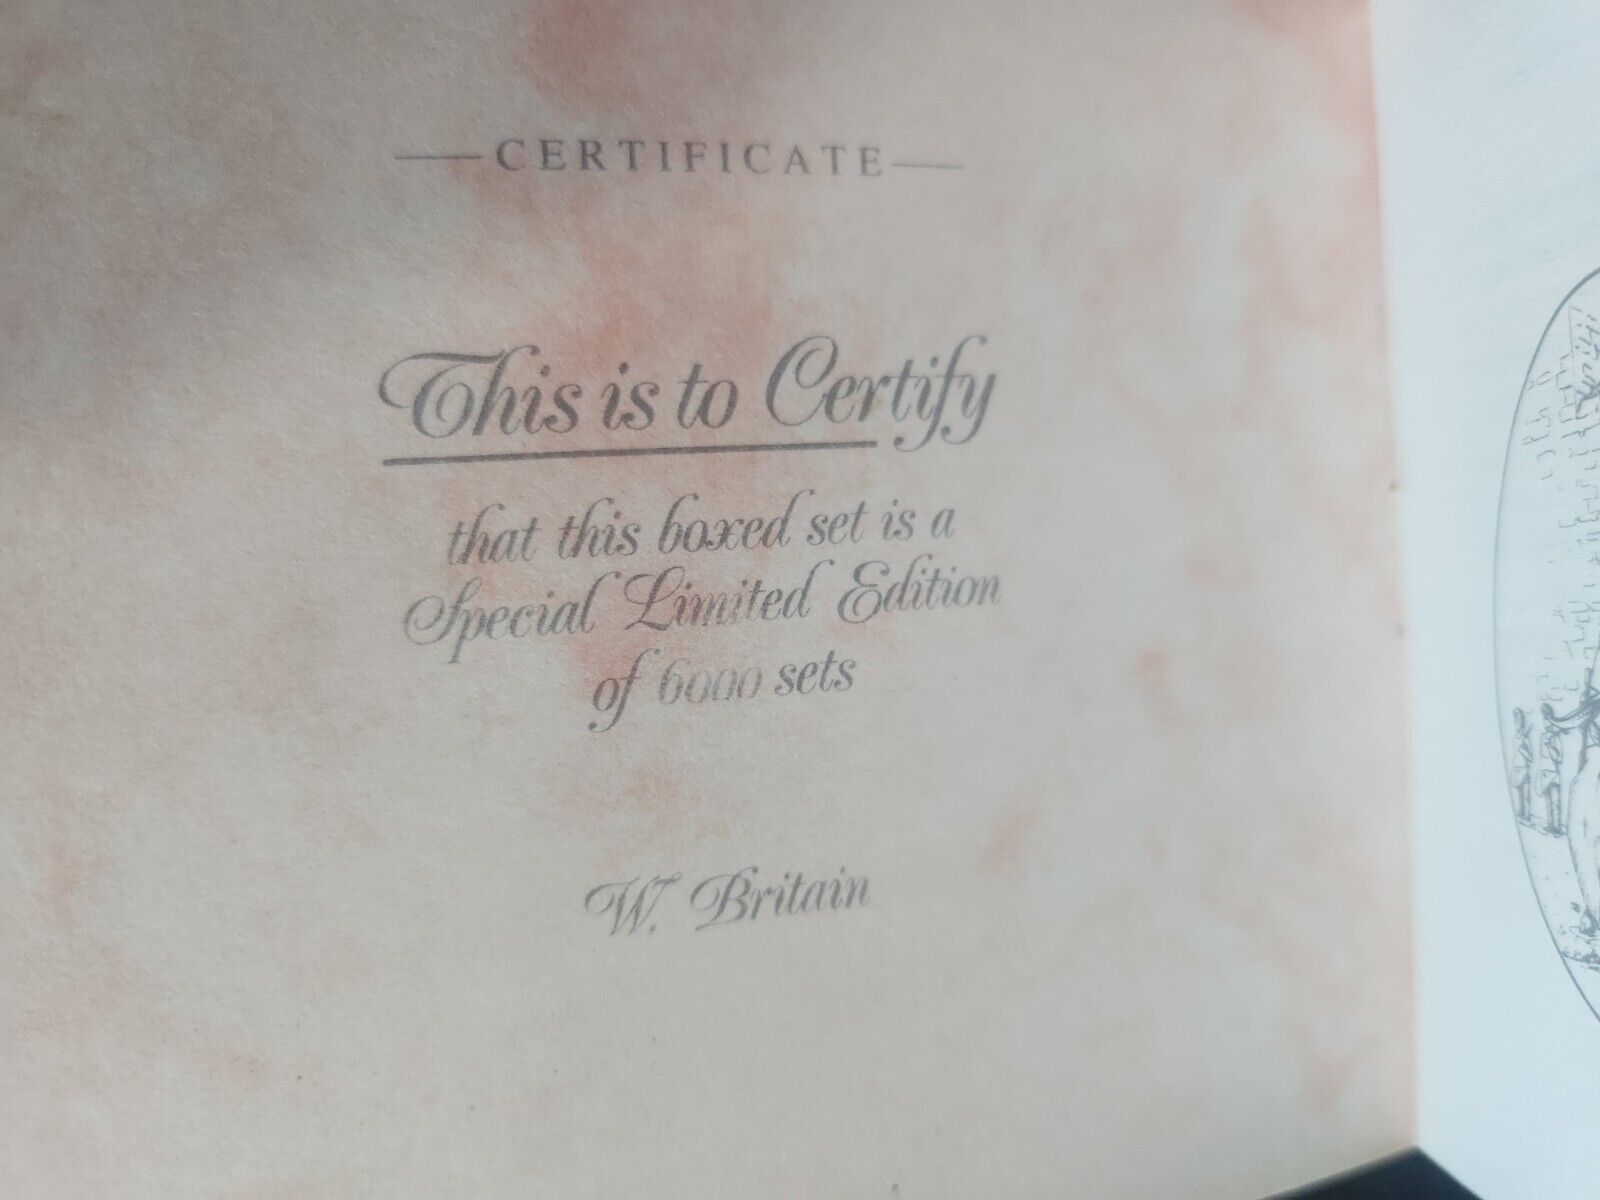 CERTIFICATE
This is to Certify
that this boxed set is a
Special Limited Edition
of 6000 sets
W. Britain